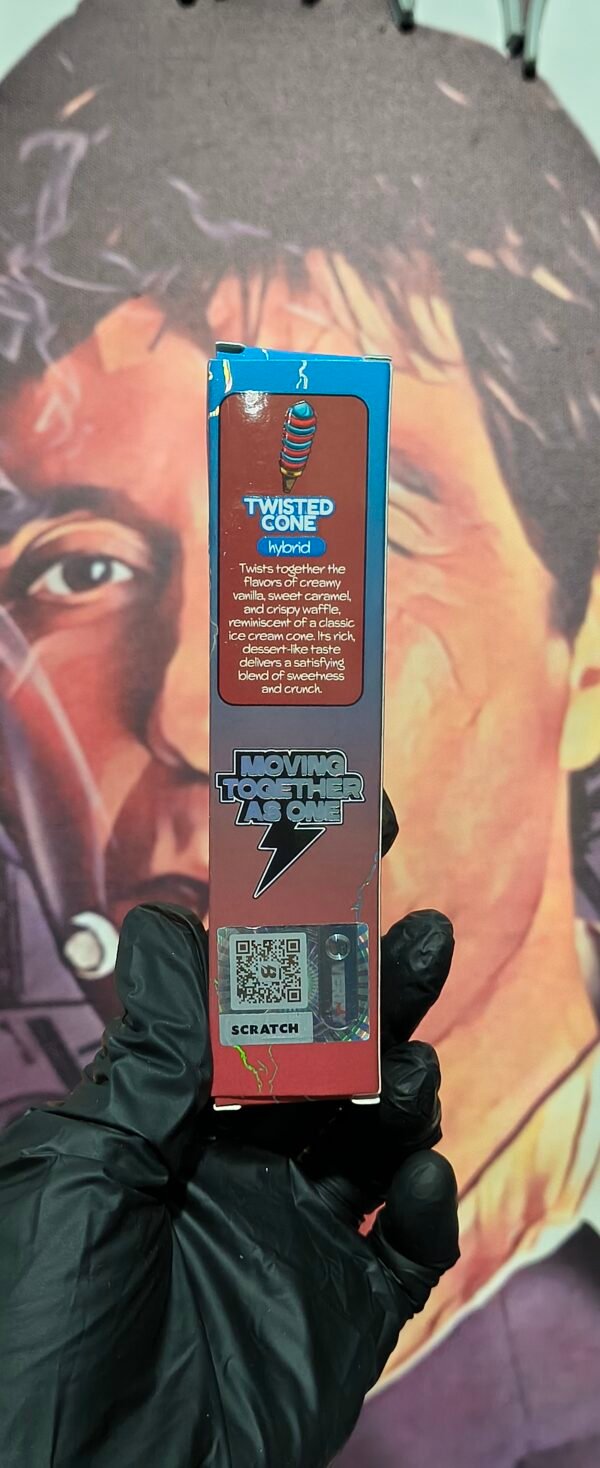 TWISTED
CONE
hybrid
Twists together the
flavors of creamy
vanilla, sweet caramel,
and crispy waffle,
reminiscent of a classic
ice cream cone. Its rich,
dessert-like taste
delivers a satisfying
blend of sweetness
and crunch.
MOVING
TOGETHER
AS ONE
SCRATCH